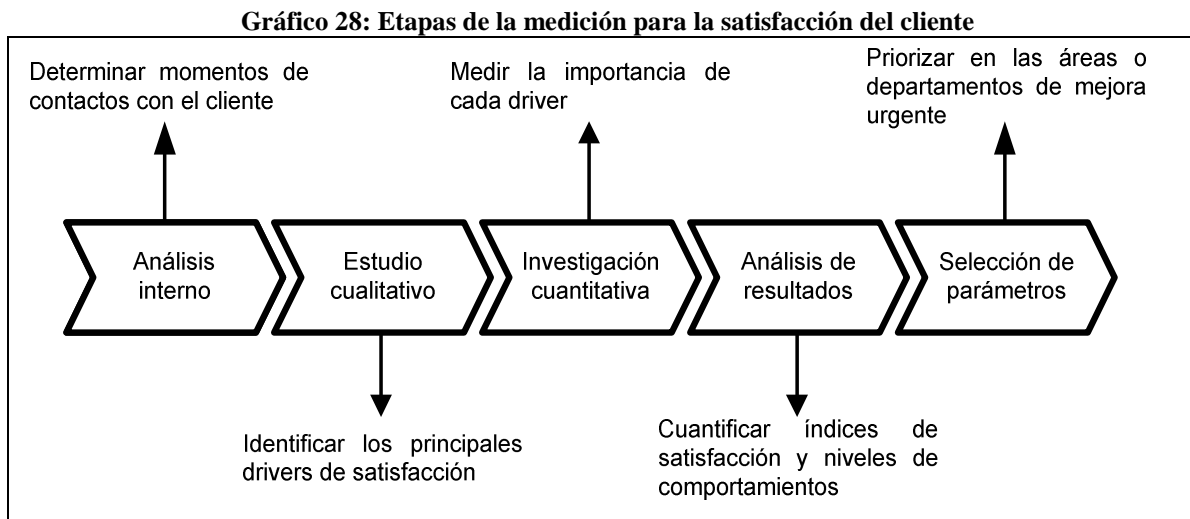 Gráfico 28: Etapas de la medición para la satisfacción del cliente
Determinar momentos de
contactos con el cliente
Medir la importancia de
cada driver
Priorizar en las áreas o
departamentos de mejora
urgente
Análisis
interno
Estudio
cualitativo
Investigación
cuantitativa
Análisis de
resultados
Selección de
parámetros
Identificar los principales
drivers de satisfacción
Cuantificar índices de
satisfacción y niveles de
comportamientos